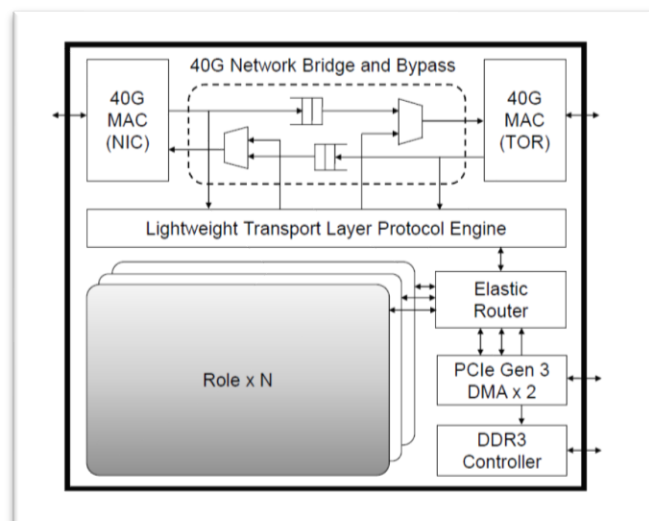 40G Network Bridge and Bypass
40G
MAC
(NIC)
40G
MAC
(TOR)
Lightweight Transport Layer Protocol Engine
Elastic
Router
Role x N
PCIe Gen 3
DMA x 2
DDR3
Controller